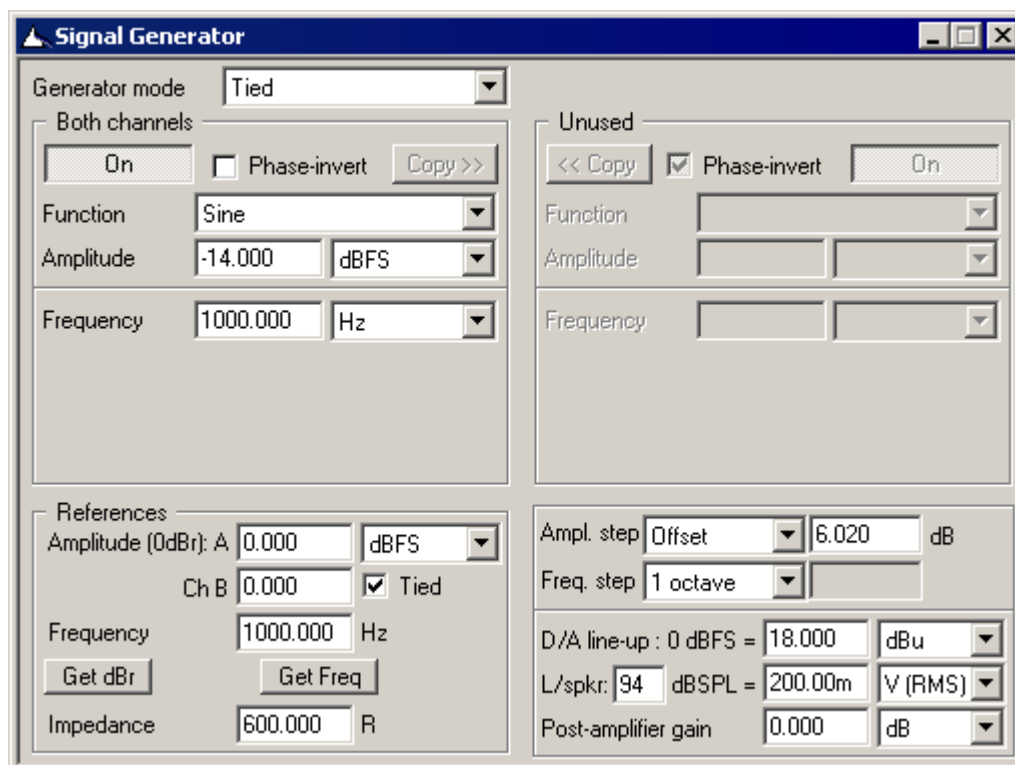 Signal Generator
Generator mode Tied
Both channels
On Phase-invert Copy >>
Function Sine
Amplitude -14.000 dBFS
Frequency 1000.000 Hz
Unused
<< Copy Phase-invert On
Function
Amplitude
Frequency
References
Amplitude (0dBr): A 0.000 dBFS
Ch B 0.000 Tied
Frequency 1000.000 Hz
Get dBr Get Freq
Impedance 600.000 R
Ampl. step Offset 6.020 dB
Freq. step 1 octave
D/A line-up : 0 dBFS = 18.000 dBu
L/spkr: 94 dBSPL = 200.00m V (RMS)
Post-amplifier gain 0.000 dB